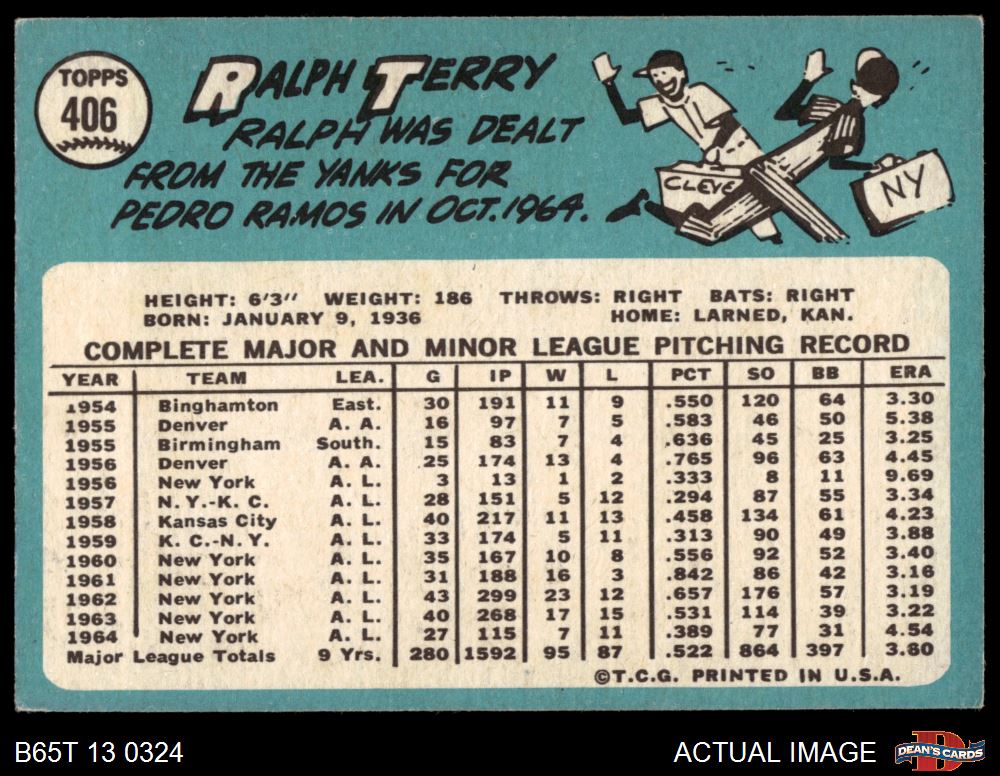 TOPPS
406
RALPH TERRY
RALPH WAS DEALT
FROM THE YANKS FOR
PEDRO RAMOS IN OCT. 1964.
CLEVE
NY
HEIGHT: 6'3" WEIGHT: 186 THROWS: RIGHT BATS: RIGHT
BORN: JANUARY 9, 1936 HOME: LARNED, KAN.
COMPLETE MAJOR AND MINOR LEAGUE PITCHING RECORD
YEAR TEAM LEA. G IP W L PCT SO BB ERA
1954 Binghamton East. 30 191 11 9 .550 120 64 3.30
1955 Denver A. A. 16 97 7 5 .583 46 50 5.38
1955 Birmingham South. 15 83 7 4 .636 45 25 3.25
1956 Denver A. A. 25 174 13 4 .765 96 63 4.45
1956 New York A. L. 3 13 1 2 .333 8 11 9.69
1957 N. Y.-K. C. A. L. 28 151 5 12 .294 87 55 3.34
1958 Kansas City A. L. 40 217 11 13 .458 134 61 4.23
1959 K. C.-N. Y. A. L. 33 174 5 11 .313 90 49 3.88
1960 New York A. L. 35 167 10 8 .556 92 52 3.40
1961 New York A. L. 31 188 16 3 .842 86 42 3.16
1962 New York A. L. 43 299 23 12 .657 176 57 3.19
1963 New York A. L. 40 268 17 15 .531 114 39 3.22
1964 New York A. L. 27 115 7 11 .389 77 31 4.54
Major League Totals 9 Yrs. 280 1592 95 87 .522 864 397 3.60
©T.C.G. PRINTED IN U.S.A.
B65T 13 0324
ACTUAL IMAGE
DEAN'S CARDS